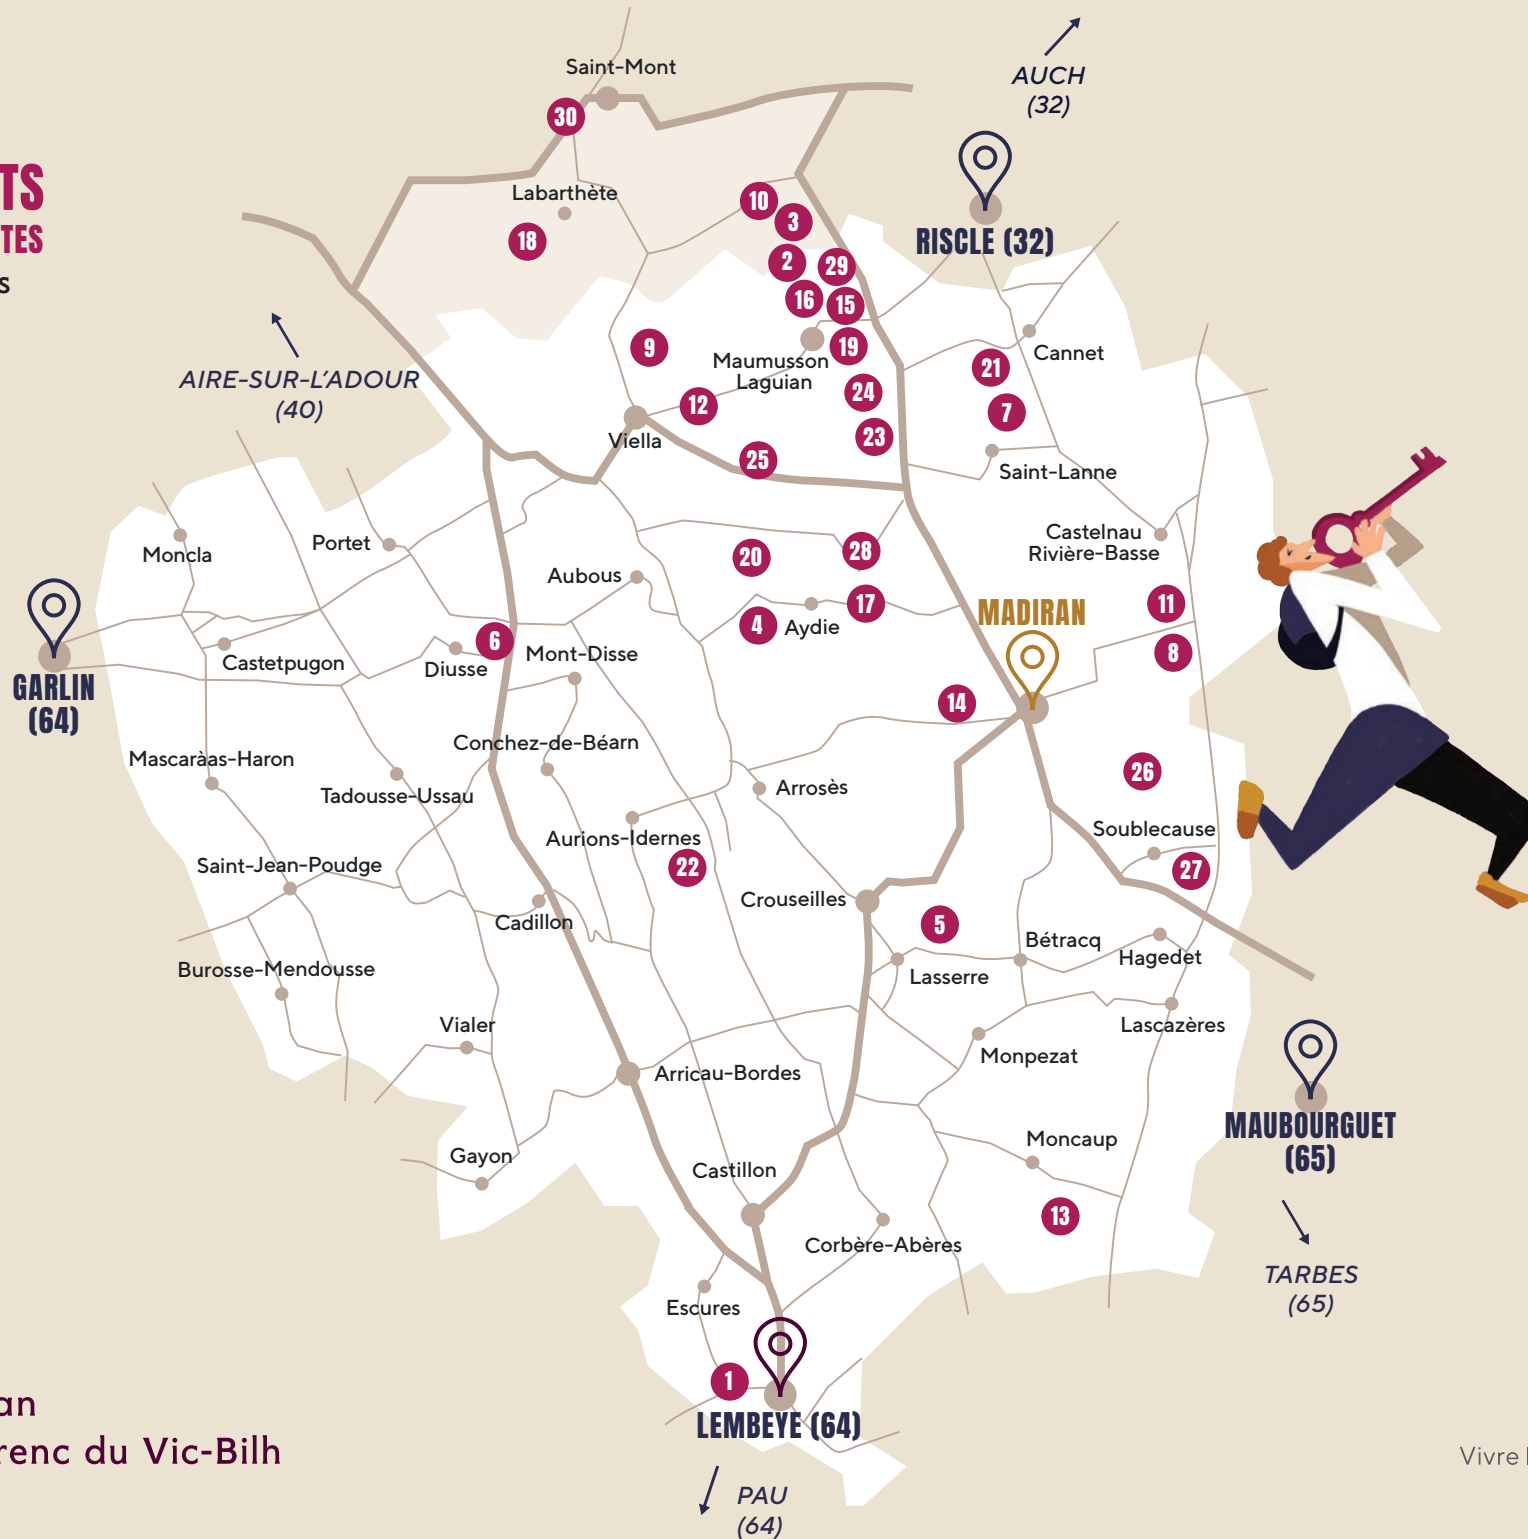 Saint-Mont
AUCH
(32)
30
TS
Labarthète
10
3
RISCLE (32)
TES
18
2
29
s
16
15
9
Maumusson
Laguian
19
Cannet
21
AIRE-SUR-L'ADOUR
(40)
12
24
7
Viella
23
25
Saint-Lanne
Moncla
Portet
Castelnau
Rivière-Basse
20
28
Aubous
17
11
MADIRAN
4
Aydie
6
Castetpugon
Diusse
Mont-Disse
8
GARLIN
(64)
14
Conchez-de-Béarn
Mascaràas-Haron
26
Tadousse-Ussau
Arrosès
Aurions-Idernes
Soublecause
22
27
Saint-Jean-Poudge
Crouseilles
Cadillon
5
Bétracq
Hagedet
Burosse-Mendousse
Lasserre
Vialer
Lascazères
Monpezat
Arricau-Bordes
MAUBOURGUET
(65)
Gayon
Moncaup
Castillon
13
Corbère-Abères
TARBES
(65)
Escures
1
an
LEMBEYE (64)
renc du Vic-Bilh
Vivre
PAU
(64)